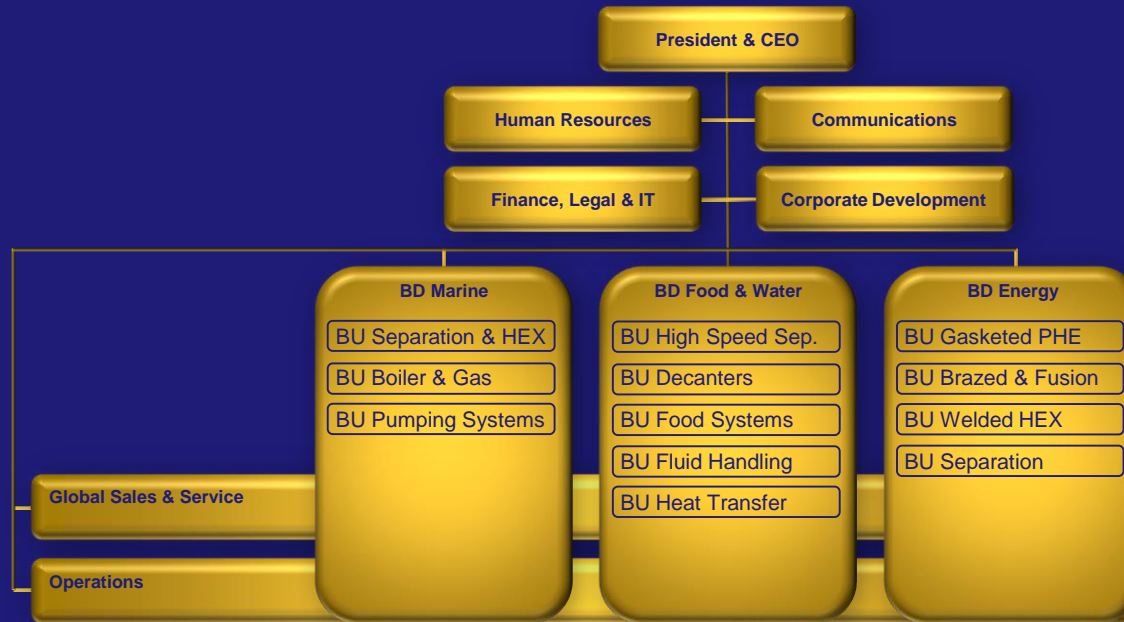 President & CEO
Human Resources
Communications
Finance, Legal & IT
Corporate Development
BD Marine
BU Separation & HEX
BU Boiler & Gas
BU Pumping Systems
BD Food & Water
BU High Speed Sep.
BU Decanters
BU Food Systems
BU Fluid Handling
BU Heat Transfer
BD Energy
BU Gasketed PHE
BU Brazed & Fusion
BU Welded HEX
BU Separation
Global Sales & Service
Operations